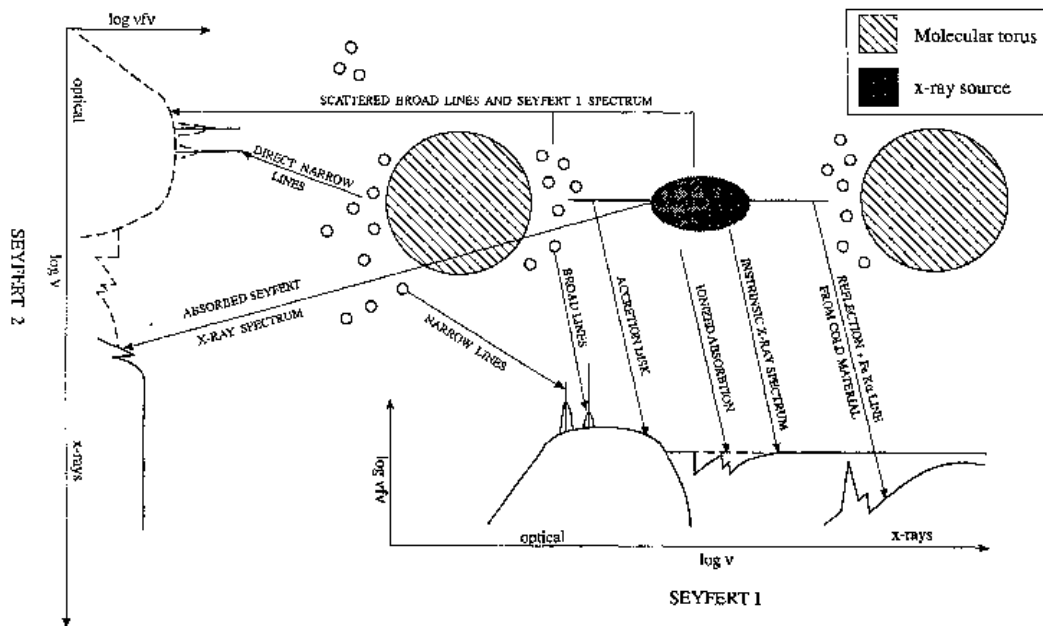 log νfν
Molecular torus
x-ray source
optical
SCATTERED BROAD LINES AND SEYFERT 1 SPECTRUM
DIRECT NARROW
LINES
SEYFERT 2
log ν
ABSORBED SEYFERT
X-RAY SPECTRUM
NARROW LINES
BROAD LINES
ACCRETION DISK
IONIZED ABSORBTION
INSTRINSIC X-RAY SPECTRUM
REFLECTION + Fe Kα LINE
FROM COLD MATERIAL
x-rays
log νfν
optical
x-rays
log ν
SEYFERT 1